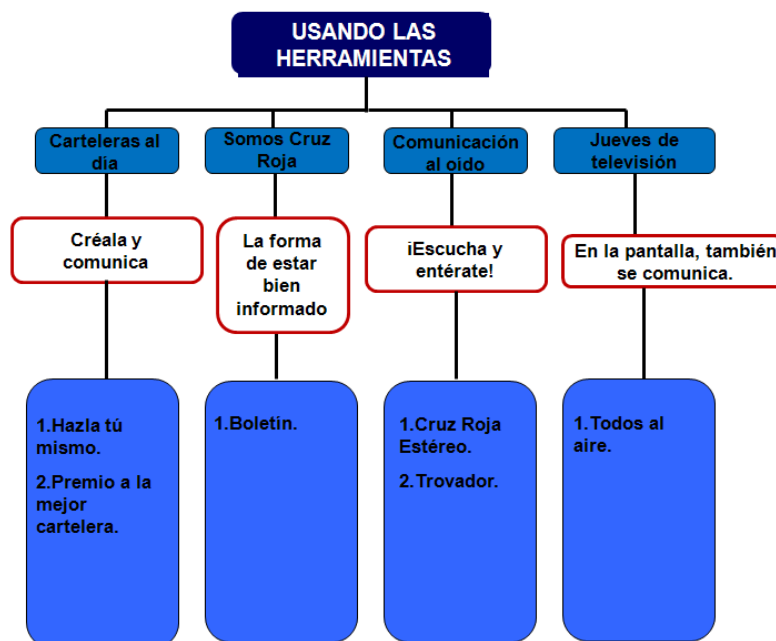 USANDO LAS
HERRAMIENTAS
Carteleras al
dia
Somos Cruz
Roja
Comunicación
al oido
Jueves de
televisión
Créala y
comunica
La forma
de estar
bien
informado
¡Escucha y
entérate!
En la pantalla, también
se comunica.
1.Hazla tú
mismo.
2.Premio a la
mejor
cartelera.
1.Boletín.
1.Cruz Roja
Estéreo.
2.Trovador.
1.Todos al
aire.